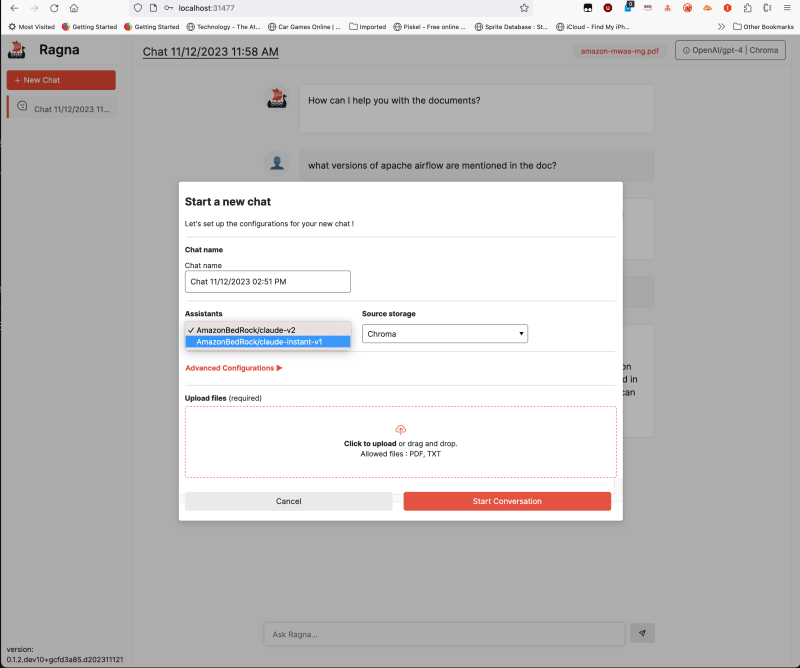 localhost:31477
Most Visited
Getting Started
Getting Started
Technology - The At...
Car Games Online | ...
Imported
Piskel - Free online ...
Sprite Database : St...
iCloud - Find My iPh...
Other Bookmarks
Ragna
Chat 11/12/2023 11:58 AM
amazon-mwaa-mg.pdf
OpenAI/gpt-4 | Chroma
+ New Chat
Chat 11/12/2023 11...
How can I help you with the documents?
what versions of apache airflow are mentioned in the doc?
Start a new chat
Let's set up the configurations for your new chat !
Chat name
Chat name
Chat 11/12/2023 02:51 PM
Assistants
Source storage
✓ AmazonBedRock/claude-v2
AmazonBedRock/claude-instant-v1
Chroma
Advanced Configurations ▶
on
d in
can
Upload files (required)
Click to upload or drag and drop.
Allowed files : PDF, TXT
Cancel
Start Conversation
Ask Ragna...
version:
0.1.2.dev10+gcfd3a85.d202311121